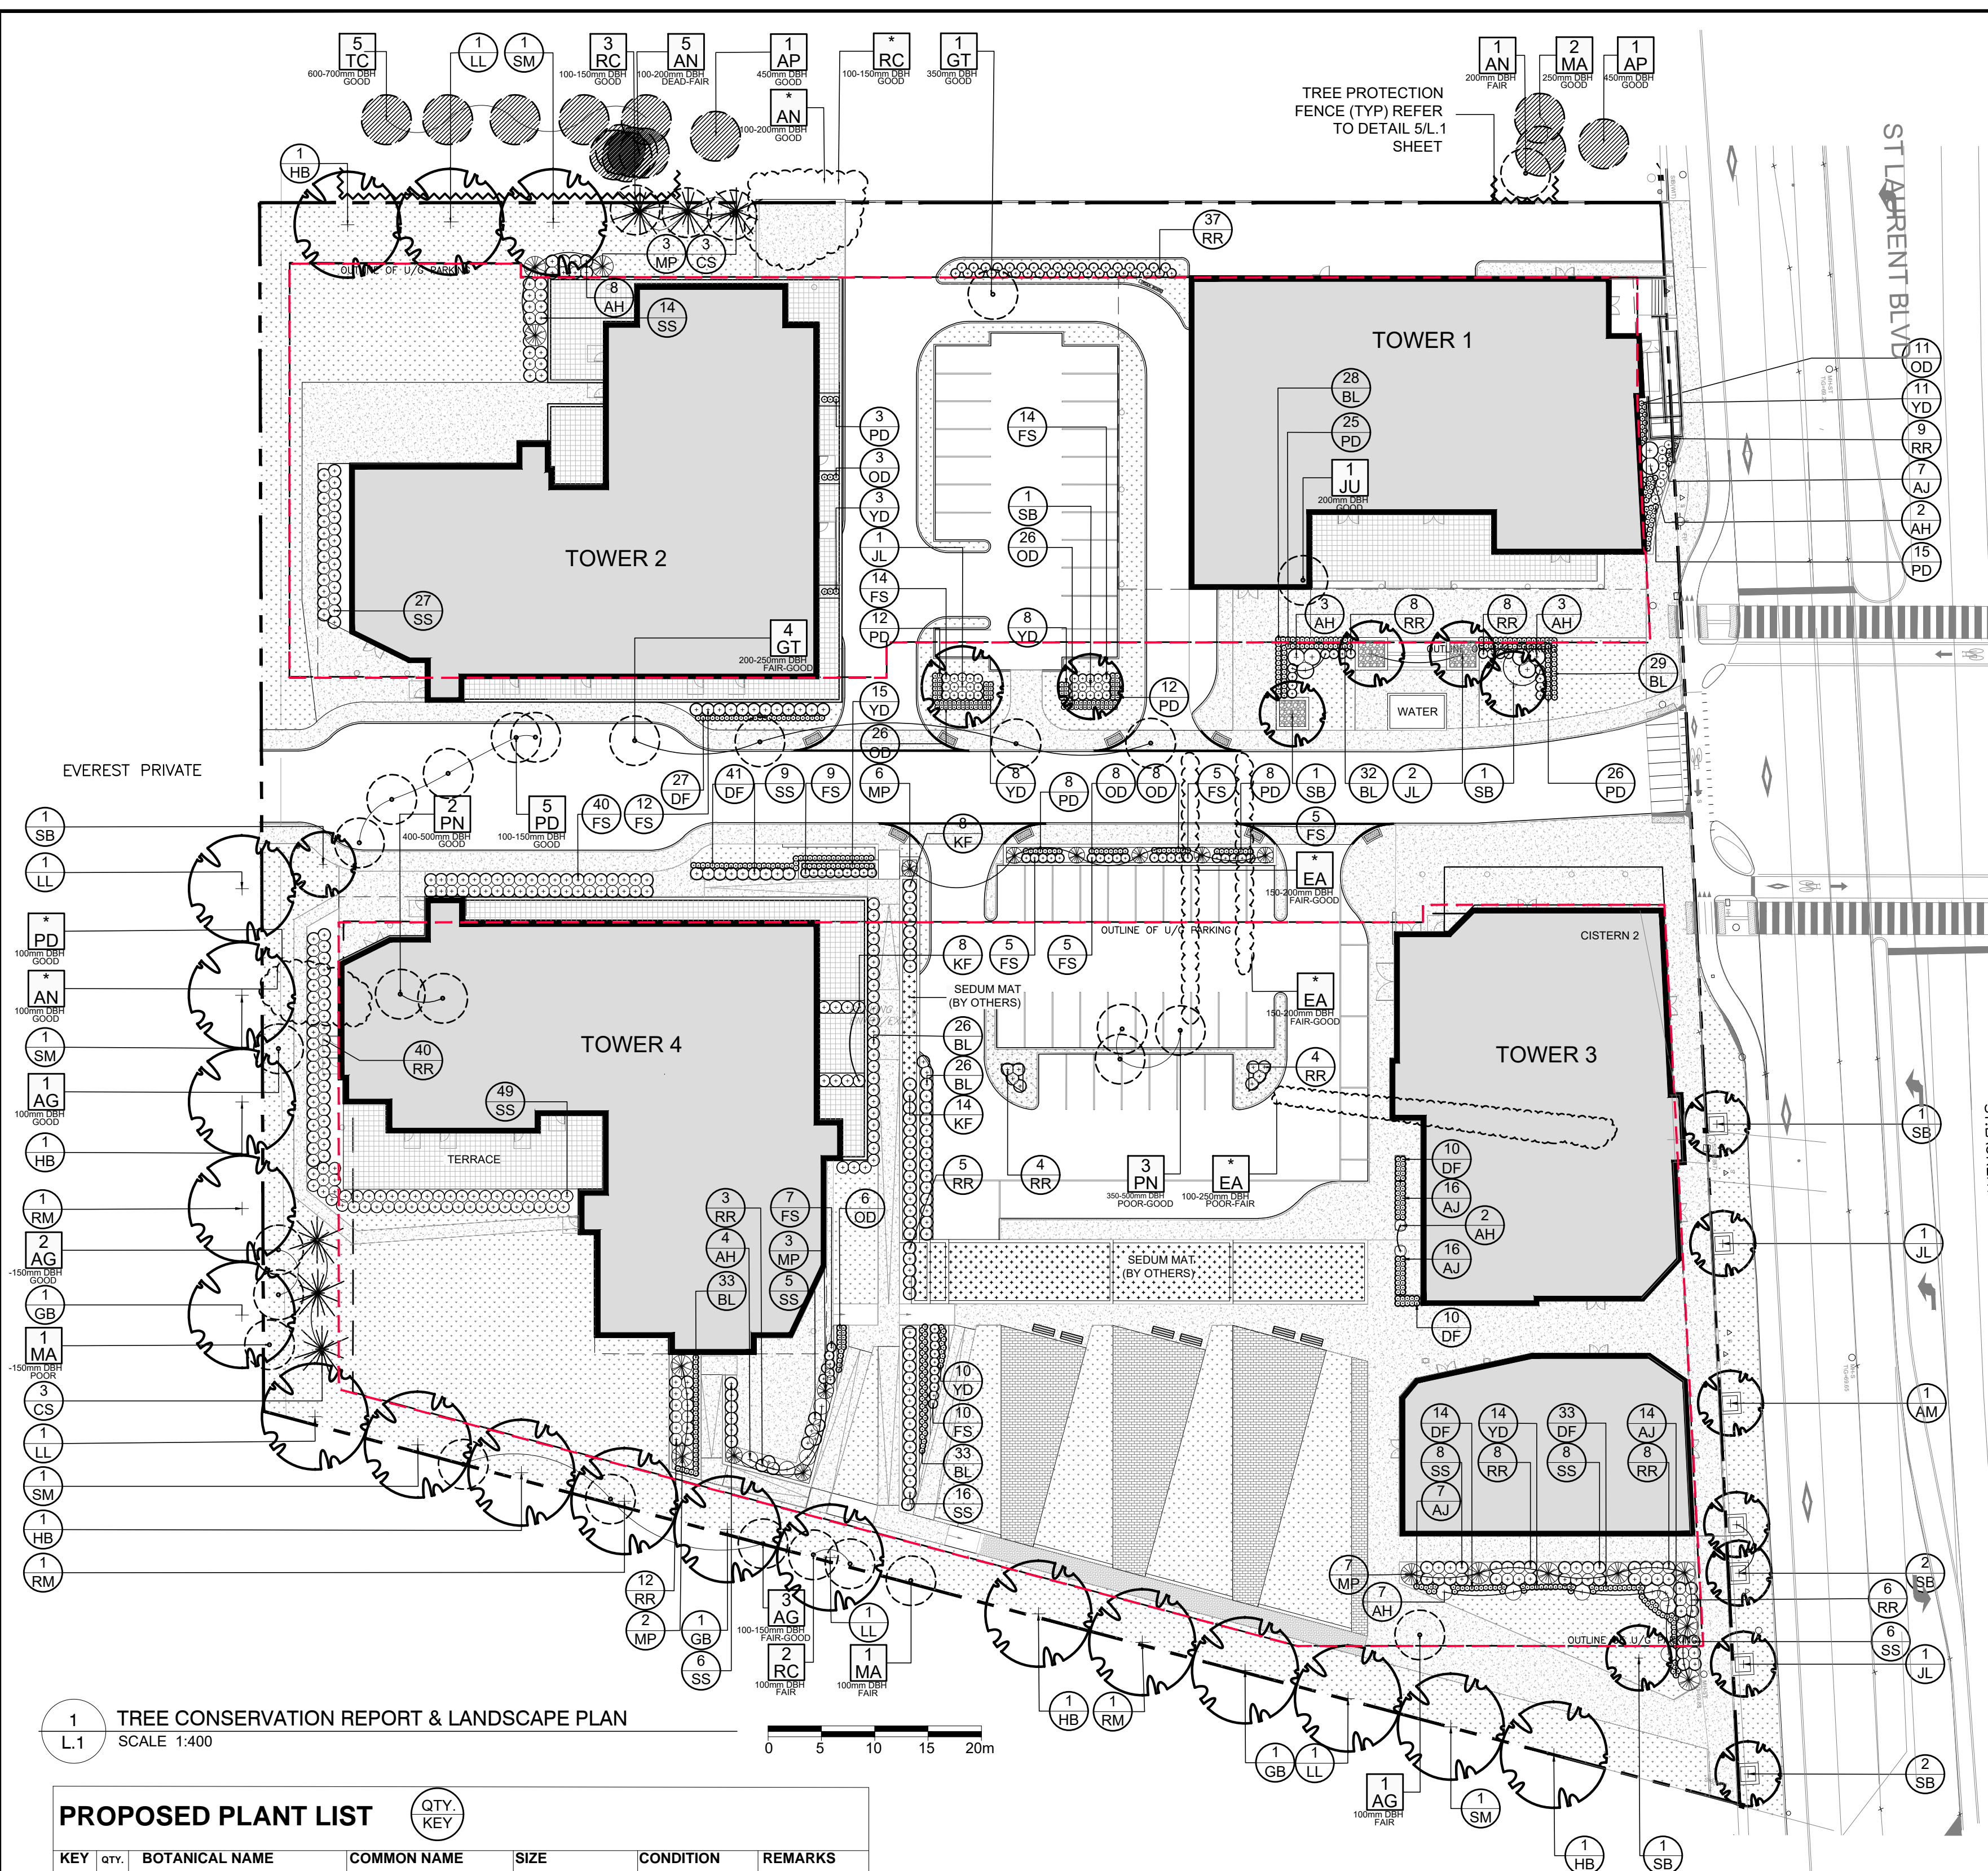 5
TC
600-700mm DBH
GOOD
1
LL
1
SM
3
RC
100-150mm DBH
GOOD
5
AN
100-200mm DBH
DEAD-FAIR
1
AP
450mm DBH
GOOD
*
RC
100-150mm DBH
GOOD
*
AN
100-200mm DBH
GOOD
1
GT
350mm DBH
GOOD
1
AN
200mm DBH
FAIR
2
MA
250mm DBH
GOOD
1
AP
450mm DBH
GOOD
TREE PROTECTION
FENCE (TYP) REFER
TO DETAIL 5/L.1
SHEET
ST LAURENT BLVD
1
HB
3
MP
3
CS
37
RR
OUTLINE OF U/G PARKING
8
AH
14
SS
TOWER 1
TOWER 2
28
BL
25
PD
1
JU
200mm DBH
GOOD
11
OD
11
YD
9
RR
7
AJ
2
AH
15
PD
3
PD
3
OD
3
YD
1
JL
14
FS
12
PD
14
FS
1
SB
26
OD
8
YD
27
SS
4
GT
200-250mm DBH
FAIR-GOOD
3
AH
8
RR
8
RR
3
AH
29
BL
WATER
15
YD
26
OD
12
PD
EVEREST PRIVATE
2
PN
400-500mm DBH
GOOD
5
PD
100-150mm DBH
GOOD
40
FS
12
FS
27
DF
41
DF
9
SS
9
FS
6
MP
8
YD
8
PD
8
OD
8
OD
5
FS
8
PD
1
SB
32
BL
2
JL
1
SB
26
PD
1
SB
1
LL
*
PD
100mm DBH
GOOD
*
AN
100mm DBH
GOOD
1
SM
1
AG
100mm DBH
GOOD
1
HB
1
RM
2
AG
-150mm DBH
GOOD
1
GB
1
MA
-150mm DBH
POOR
3
CS
1
LL
1
SM
1
HB
1
RM
8
KF
5
FS
*
EA
150-200mm DBH
FAIR-GOOD
OUTLINE OF U/G PARKING
8
KF
5
FS
5
FS
SEDUM MAT
(BY OTHERS)
*
EA
150-200mm DBH
FAIR-GOOD
CISTERN 2
TOWER 3
TOWER 4
40
RR
49
SS
TERRACE
26
BL
26
BL
14
KF
5
RR
4
RR
4
RR
3
PN
350-500mm DBH
POOR-GOOD
*
EA
100-250mm DBH
POOR-FAIR
3
RR
4
AH
33
BL
7
FS
3
MP
5
SS
6
OD
SEDUM MAT
(BY OTHERS)
10
DF
16
AJ
2
AH
16
AJ
10
DF
1
SB
1
JL
1
AM
2
SB
10
YD
10
FS
33
BL
16
SS
14
DF
14
YD
33
DF
14
AJ
8
SS
8
RR
8
SS
8
RR
7
AJ
7
MP
7
AH
6
RR
6
SS
1
JL
2
SB
OUTLINE OF U/G PARKING
12
RR
2
MP
1
GB
6
SS
3
AG
100-150mm DBH
FAIR-GOOD
2
RC
100mm DBH
FAIR
1
LL
1
MA
100mm DBH
FAIR
1
HB
1
RM
1
GB
1
LL
1
AG
100mm DBH
FAIR
1
SM
1
HB
1
SB
1
L.1
TREE CONSERVATION REPORT & LANDSCAPE PLAN
SCALE 1:400
0 5 10 15 20m
PROPOSED PLANT LIST
QTY.
KEY
KEY QTY. BOTANICAL NAME COMMON NAME SIZE CONDITION REMARKS